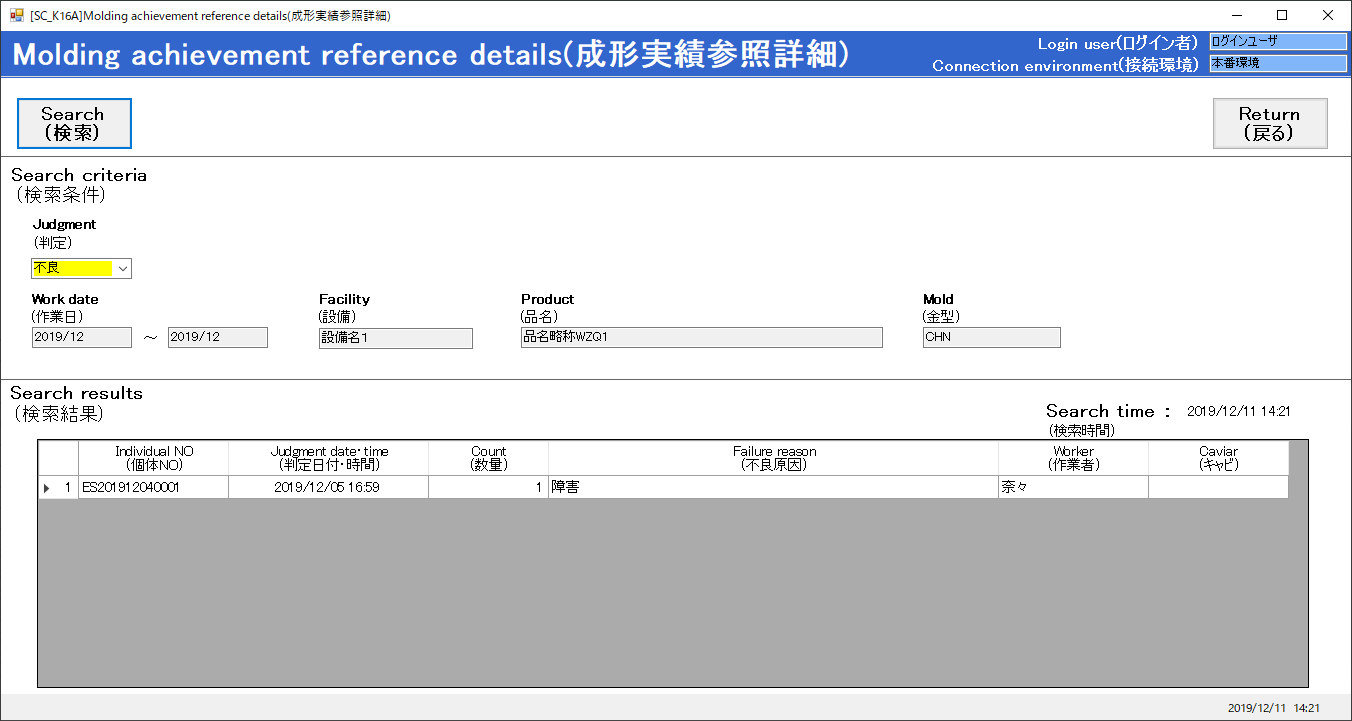 [SC_K16A]Molding achievement reference details(成形実績参照詳細)
Molding achievement reference details(成形実績参照詳細)
Login user(ログイン者) ログインユーザ
Connection environment(接続環境) 本番環境
Search
(検索)
Return
(戻る)
Search criteria
(検索条件)
Judgment
(判定)
不良
Work date Facility Product Mold
(作業日) (設備) (品名) (金型)
2019/12 ～ 2019/12 設備名1 品名略称WZQ1 CHN
Search results
(検索結果)
Search time : 2019/12/11 14:21
(検索時間)
Individual NO Judgment date･time Count Failure reason Worker Caviar
(個体NO) (判定日付･時間) (数量) (不良原因) (作業者) (キャビ)
1 ES201912040001 2019/12/05 16:59 1 障害 奈々
2019/12/11 14:21